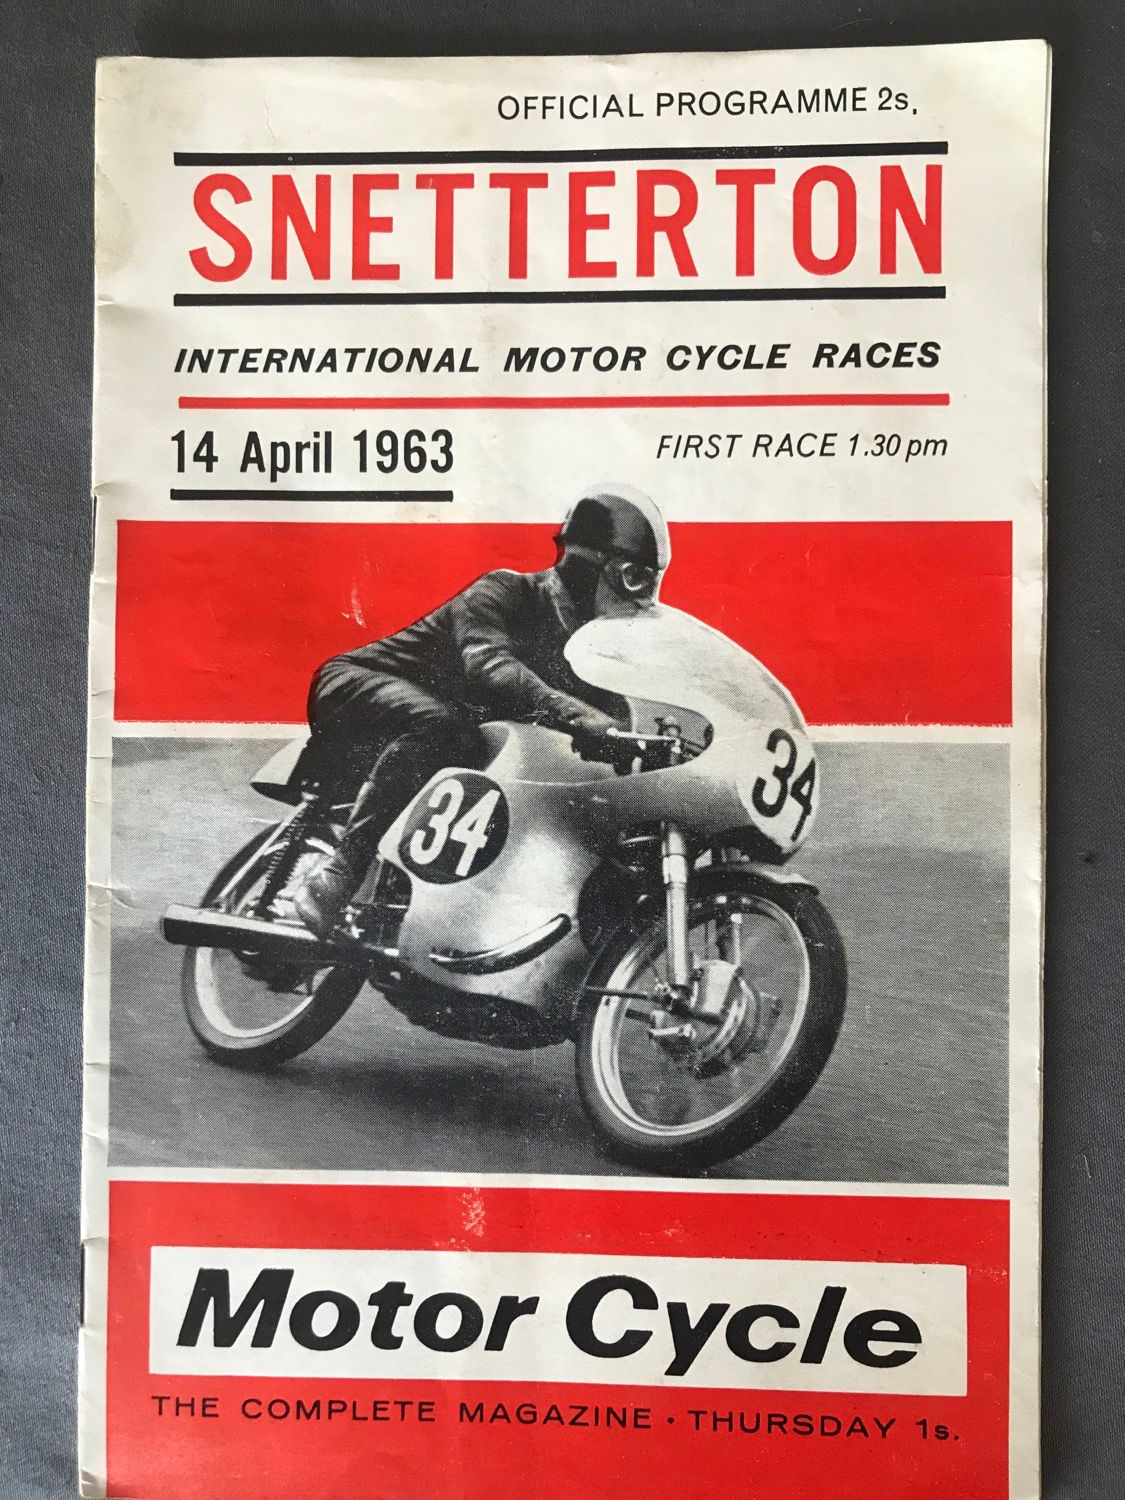 OFFICIAL PROGRAMME 2s.
SNETTERTON
INTERNATIONAL MOTOR CYCLE RACES
14 April 1963
FIRST RACE 1.30 pm
34
34
Motor Cycle
THE COMPLETE MAGAZINE · THURSDAY 1s.